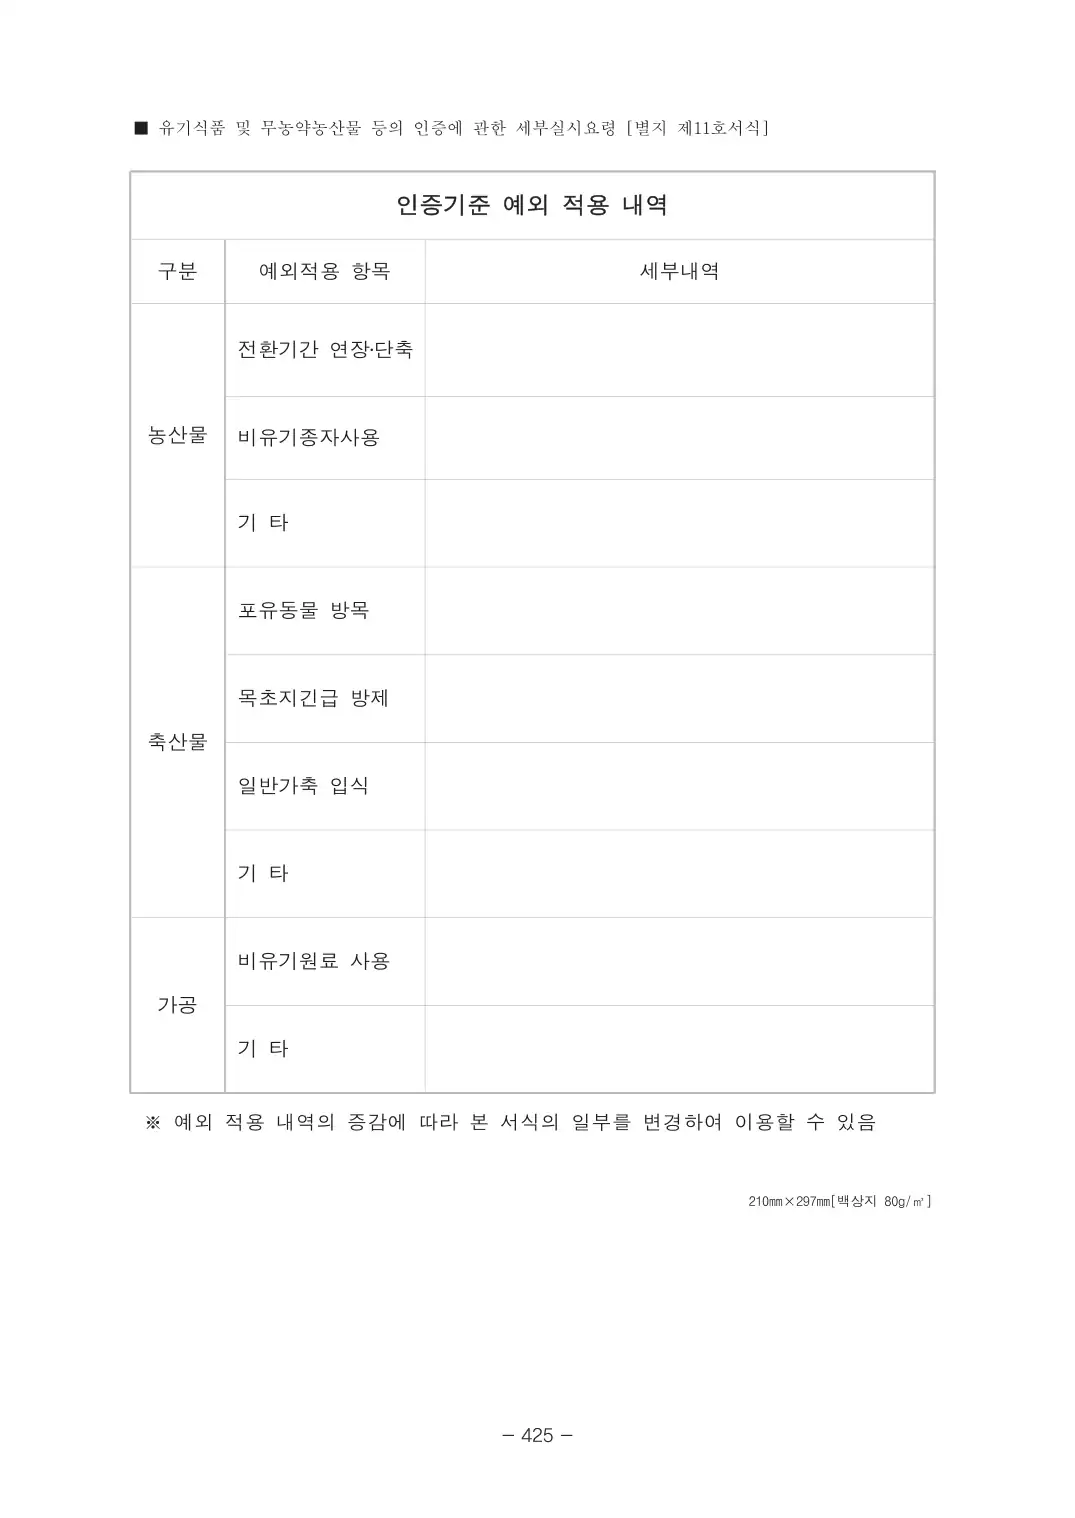 ■ 유기식품 및 무농약농산물 등의 인증에 관한 세부실시요령 [별지 제11호서식]
인증기준 예외 적용 내역
구분 예외적용 항목 세부내역
농산물
전환기간 연장·단축
비유기종자사용
기 타
축산물
포유동물 방목
목초지긴급 방제
일반가축 입식
기 타
가공
비유기원료 사용
기 타
※ 예외 적용 내역의 증감에 따라 본 서식의 일부를 변경하여 이용할 수 있음
210㎜×297㎜[백상지 80g/㎡]
- 425 -